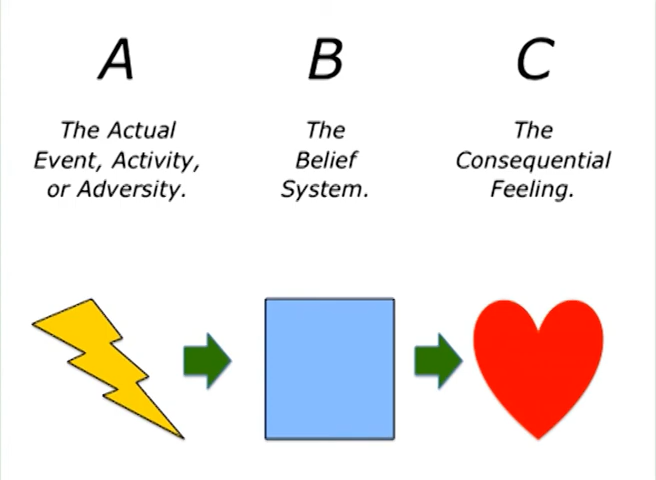 A
The Actual
Event, Activity,
or Adversity.
B
The
Belief
System.
C
The
Consequential
Feeling.